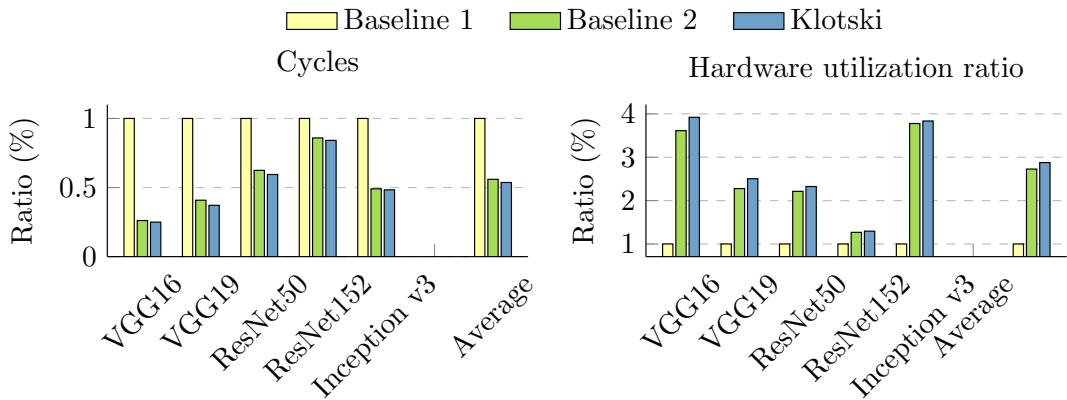 Baseline 1 Baseline 2 Klotski
Cycles
Ratio (%)
1
0.5
0
VGG16
VGG19
ResNet50
ResNet152
Inception v3
Average
Hardware utilization ratio
Ratio (%)
4
3
2
1
VGG16
VGG19
ResNet50
ResNet152
Inception v3
Average